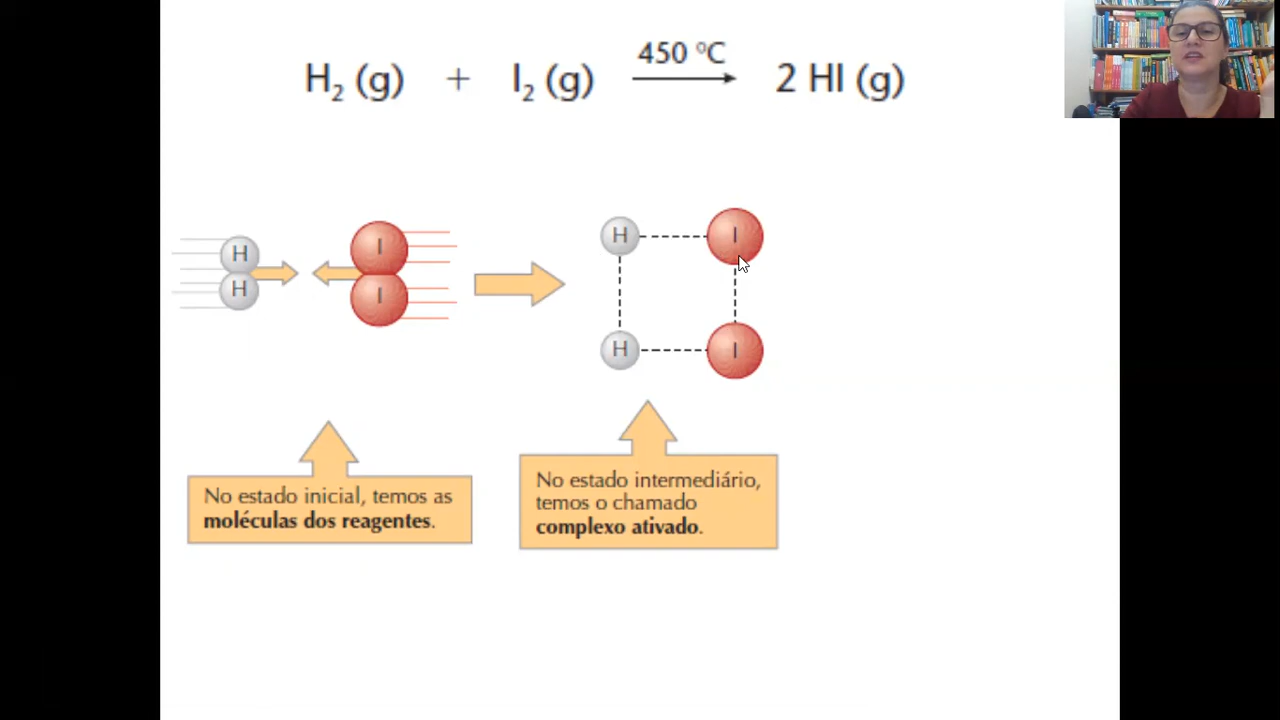 450 ºC
H₂ (g) + I₂ (g) 2 HI (g)
H I
H I
H I
H I
No estado inicial, temos as
moléculas dos reagentes.
No estado intermediário,
temos o chamado
complexo ativado.